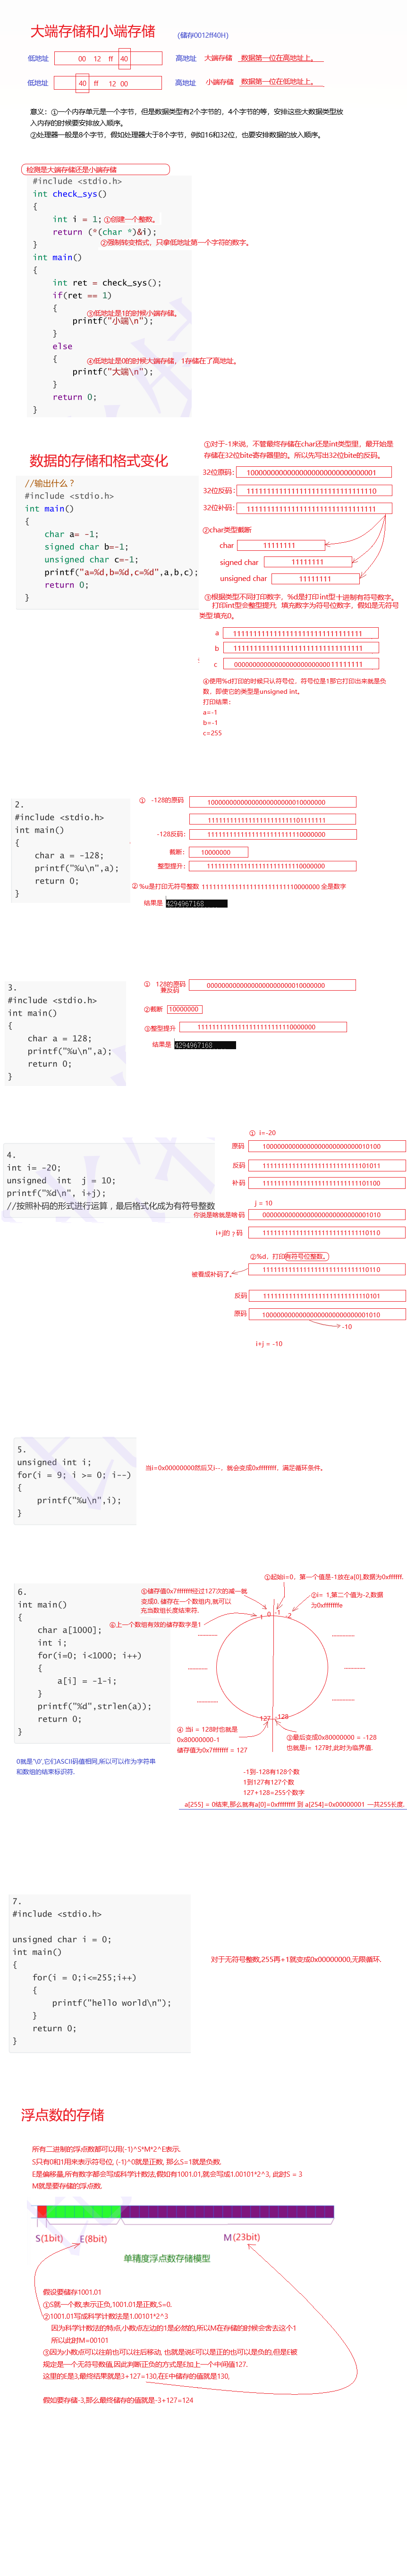 大端存储和小端存储
(储存0012ff40H)
低地址 00 12 ff 40 高地址 大端存储 数据第一位在高地址上。
低地址 40 ff 12 00 高地址 小端存储 数据第一位在低地址上。
意义：①一个内存单元是一个字节，但是数据类型有2个字节的，4个字节的等，安排这些大数据类型放
入内存的时候要安排放入顺序。
②处理器一般是8个字节，假如处理器大于8个字节，例如16和32位，也要安排数据的放入顺序。
检测是大端存储还是小端存储
#include <stdio.h>
int check_sys()
{
int i = 1; ①创建一个整数。
return (*(char *)&i);
} ②强制转变格式，只拿低地址第一个字符的数字。
int main()
{
int ret = check_sys();
if(ret == 1)
{ ③低地址是1的时候小端存储。
printf("小端\n");
}
else
{ ④低地址是0的时候大端存储，1存储在了高地址。
printf("大端\n");
}
return 0;
}
数据的存储和格式变化
//输出什么？
#include <stdio.h>
int main()
{
char a= -1;
signed char b=-1;
unsigned char c=-1;
printf("a=%d,b=%d,c=%d",a,b,c);
return 0;
}
①对于-1来说，不管最终存储在char还是int类型里，最开始是
存储在32位bite寄存器里的。所以先写出32位bite的反码。
32位原码： 10000000000000000000000000000001
32位反码： 11111111111111111111111111111110
32位补码： 11111111111111111111111111111111
②char类型截断
char 11111111
signed char 11111111
unsigned char 11111111
③根据类型不同打印数字，%d是打印int型十进制有符号数。
打印int型会整型提升，填充数字为符号位数字，假如是无符号
类型填充0。
a 11111111111111111111111111111111
b 11111111111111111111111111111111
c 00000000000000000000000011111111
④使用%d打印的时候只认符号位，符号位是1那它打印出来就是负
数，即使它的类型是unsigned int。
打印结果：
a=-1
b=-1
c=255
2.
#include <stdio.h>
int main()
{
char a = -128;
printf("%u\n",a);
return 0;
}
① -128的原码 10000000000000000000000010000000
11111111111111111111111101111111
-128反码： 11111111111111111111111110000000
截断： 10000000
整型提升： 11111111111111111111111110000000
②%u是打印无符号整数 11111111111111111111111110000000 全是数字
结果是 4294967168
3.
#include <stdio.h>
int main()
{
char a = 128;
printf("%u\n",a);
return 0;
}
① 128的原码
兼反码 00000000000000000000000010000000
②截断 10000000
③整型提升 11111111111111111111111110000000
结果是 4294967168
4.
int i= -20;
unsigned int j = 10;
printf("%d\n", i+j);
//按照补码的形式进行运算，最后格式化成为有符号整数
① i=-20
原码 10000000000000000000000000010100
反码 11111111111111111111111111101011
补码 11111111111111111111111111101100
j = 10
你说是啥就是啥码 00000000000000000000000000001010
i+j的？码 11111111111111111111111111110110
②%d，打印有符号位整数。
被看成补码了。 11111111111111111111111111110110
反码 11111111111111111111111111110101
原码 10000000000000000000000000001010
-10
i+j = -10
5.
unsigned int i;
for(i = 9; i >= 0; i--)
{
printf("%u\n",i);
}
当i=0x00000000然后又i--，就会变成0xffffffff，满足循环条件。
6.
int main()
{
char a[1000];
int i;
for(i=0; i<1000; i++)
{
a[i] = -1-i;
}
printf("%d",strlen(a));
return 0;
}
0就是'\0',它们ASCII码值相同,所以可以作为字符串
和数组的结束标识符.
①起始i=0，第一个值是-1放在a[0],数据为0xffffff.
②i= 1,第二个值为-2,数据
为0xfffffffe
⑤储存值0x7fffffff经过127次的减一就
变成0. 储存在一个数组内,就可以
充当数组长度结束符.
⑥上一个数组有效的储存数字是1
1 0 -1 -2
127 -128
④ 当i = 128时也就是
0x80000000-1
储存值为0x7fffffff = 127
③最后变成0x80000000 = -128
也就是i= 127时,此时为临界值.
-1到-128有128个数
1到127有127个数
127+128=255个数字
a[255] = 0结束,那么就有a[0]=0xffffffff 到 a[254]=0x00000001 一共255长度.
7.
#include <stdio.h>
unsigned char i = 0;
int main()
{
for(i = 0;i<=255;i++)
{
printf("hello world\n");
}
return 0;
}
对于无符号整数,255再+1就变成0x00000000,无限循环.
浮点数的存储
所有二进制的浮点数都可以用(-1)^S*M*2^E表示.
S只有0和1用来表示符号位, (-1)^0就是正数, 那么S=1就是负数.
E是偏移量,所有数字都会写成科学计数法,假如有1001.01,就会写成1.00101*2^3, 此时S = 3
M就是要存储的浮点数.
S(1bit) E(8bit) M(23bit)
单精度浮点数存储模型
假设要储存1001.01
①S就一个数,表示正负,1001.01是正数,S=0.
②1001.01写成科学计数法是1.00101*2^3
因为科学计数法的特点,小数点左边的1是必然的,所以M在存储的时候会舍去这个1
所以此时M=00101
③因为小数点可以往前也可以往后移动, 也就是说E可以是正的也可以是负的,但是E被
规定是一个无符号数值,因此判断正负的方式是E加上一个中间值127.
这里的E是3,最终结果就是3+127=130,在E中储存的值就是130,
假如要存储-3,那么最终储存的值就是-3+127=124